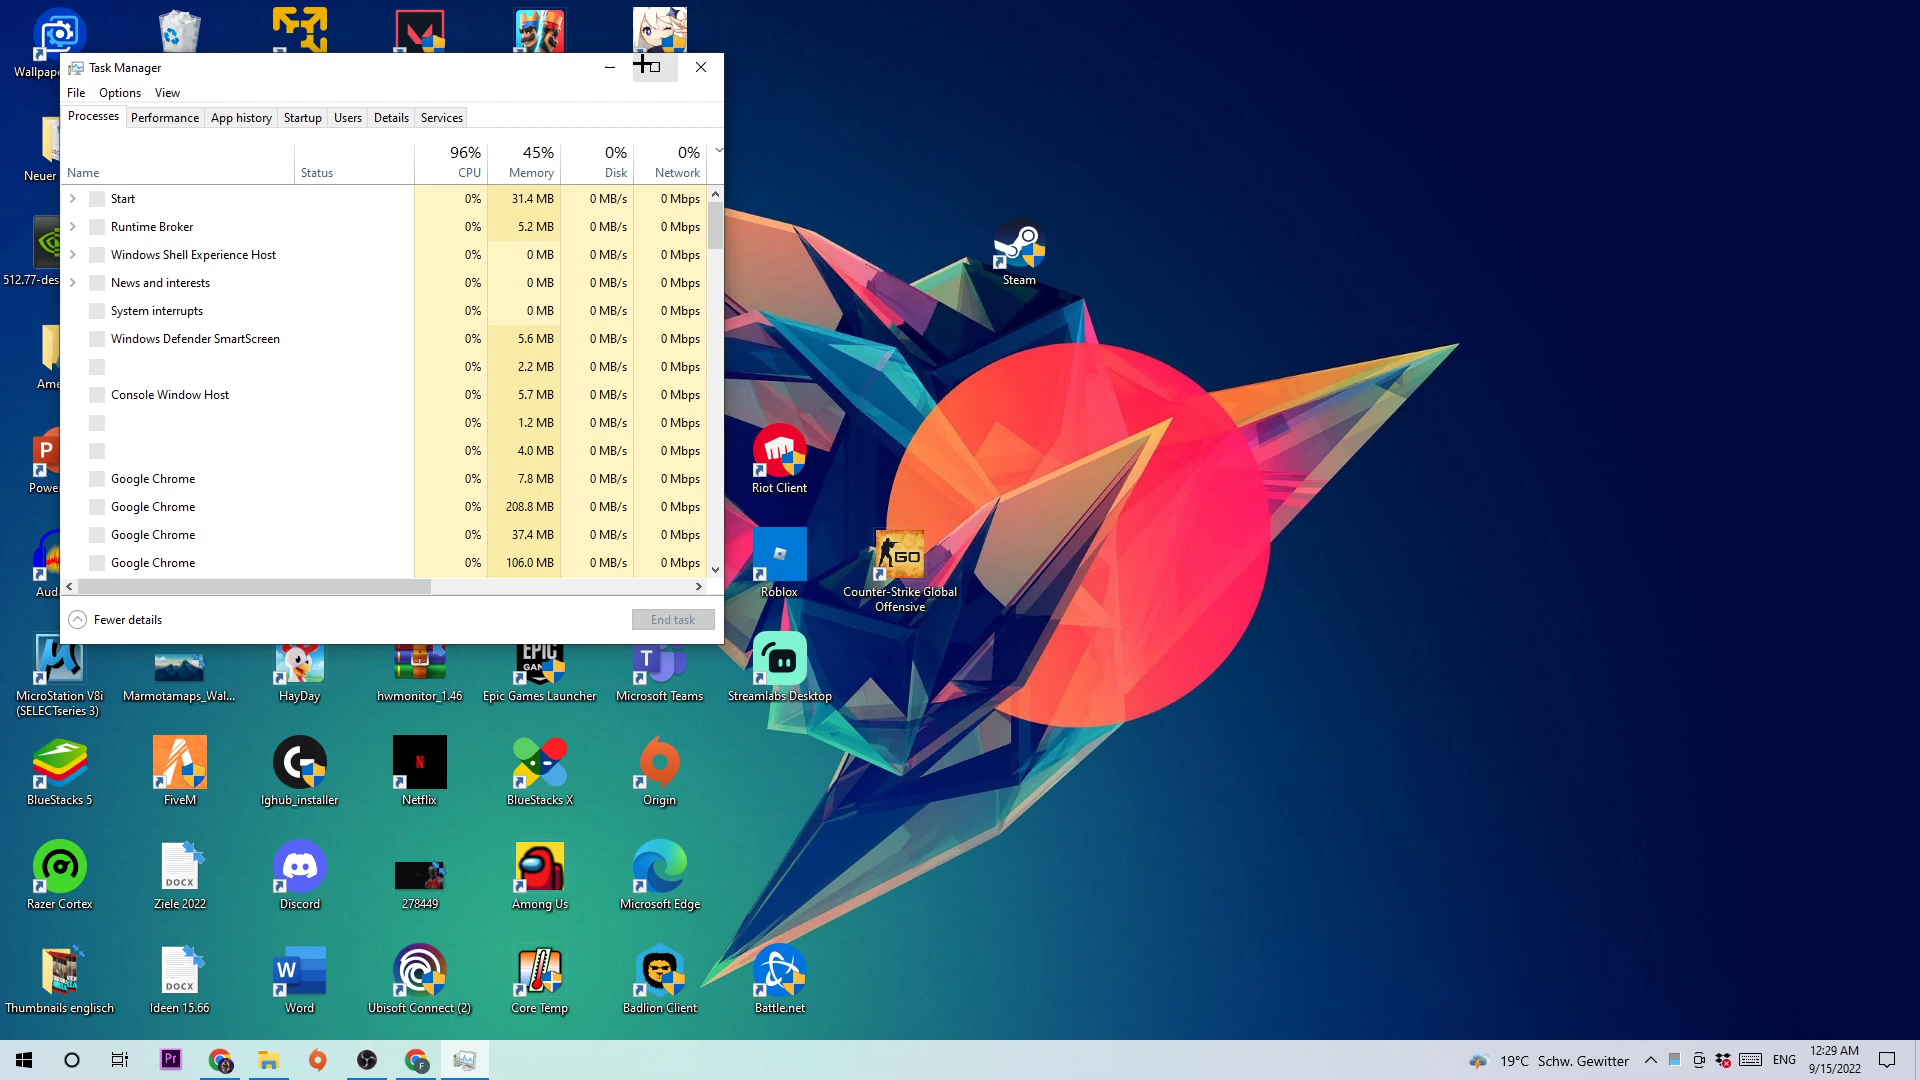 Task Manager
File Options View
Processes Performance App history Startup Users Details Services
96% 45% 0% 0%
Name Status CPU Memory Disk Network
Start 0% 31.4 MB 0 MB/s 0 Mbps
Runtime Broker 0% 5.2 MB 0 MB/s 0 Mbps
Windows Shell Experience Host 0% 0 MB 0 MB/s 0 Mbps
News and interests 0% 0 MB 0 MB/s 0 Mbps
System interrupts 0% 0 MB 0 MB/s 0 Mbps
Windows Defender SmartScreen 0% 5.6 MB 0 MB/s 0 Mbps
0% 2.2 MB 0 MB/s 0 Mbps
Console Window Host 0% 5.7 MB 0 MB/s 0 Mbps
0% 1.2 MB 0 MB/s 0 Mbps
0% 4.0 MB 0 MB/s 0 Mbps
Google Chrome 0% 7.8 MB 0 MB/s 0 Mbps
Google Chrome 0% 208.8 MB 0 MB/s 0 Mbps
Google Chrome 0% 37.4 MB 0 MB/s 0 Mbps
Google Chrome 0% 106.0 MB 0 MB/s 0 Mbps
Fewer details End task
Wallpape
Neuer
512.77-des
Ame
P
Power
Auda
Steam
Riot Client
Roblox
GO
Counter-Strike Global
Offensive
EPIC
GAM
T
MicroStation V8i
(SELECTseries 3)
Marmotamaps_Wal...
HayDay
hwmonitor_1.46
Epic Games Launcher
Microsoft Teams
Streamlabs Desktop
N
BlueStacks 5
FiveM
lghub_installer
Netflix
BlueStacks X
Origin
DOCX
Razer Cortex
Ziele 2022
Discord
278449
Among Us
Microsoft Edge
DOCX
W
Thumbnails englisch
Ideen 15.66
Word
Ubisoft Connect (2)
Core Temp
Badlion Client
Battle.net
Pr
F
19°C Schw. Gewitter
ENG
12:29 AM
9/15/2022